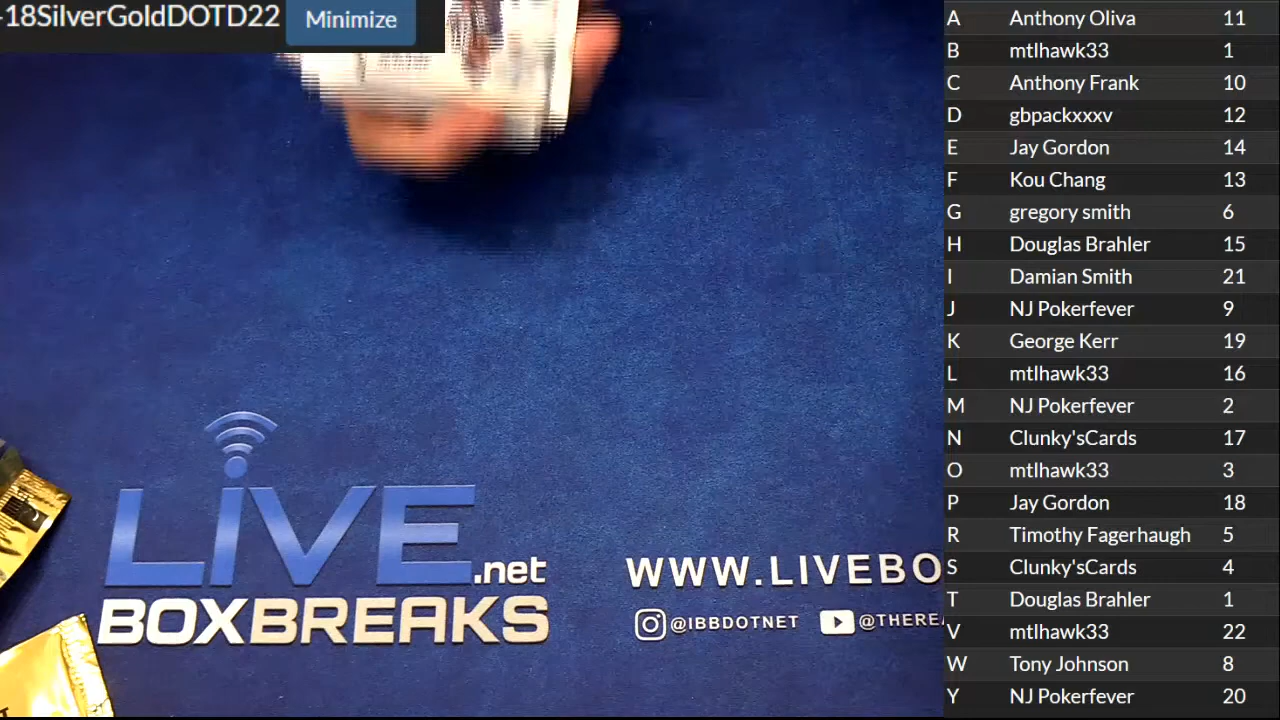 -18SilverGoldDOTD22
Minimize
A Anthony Oliva 11
B mtlhawk33 1
C Anthony Frank 10
D gbpackxxxv 12
E Jay Gordon 14
F Kou Chang 13
G gregory smith 6
H Douglas Brahler 15
I Damian Smith 21
J NJ Pokerfever 9
K George Kerr 19
L mtlhawk33 16
M NJ Pokerfever 2
N Clunky'sCards 17
O mtlhawk33 3
P Jay Gordon 18
R Timothy Fagerhaugh 5
S Clunky'sCards 4
T Douglas Brahler 1
V mtlhawk33 22
W Tony Johnson 8
Y NJ Pokerfever 20
LIVE.net
BOXBREAKS
WWW.LIVEBO
@IBBDOTNET @THEREA